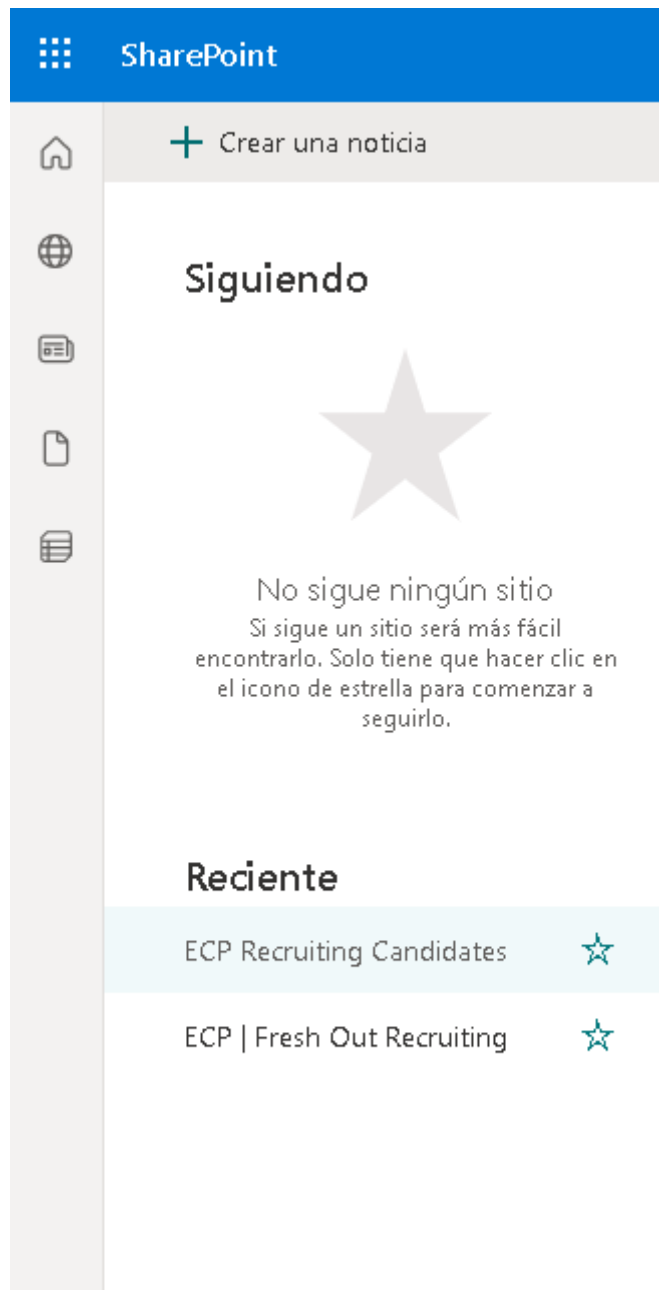 SharePoint
Crear una noticia
Siguiendo
No sigue ningún sitio
Si sigue un sitio será más fácil
encontrarlo. Solo tiene que hacer clic en
el icono de estrella para comenzar a
seguirlo.
Reciente
ECP Recruiting Candidates
ECP | Fresh Out Recruiting